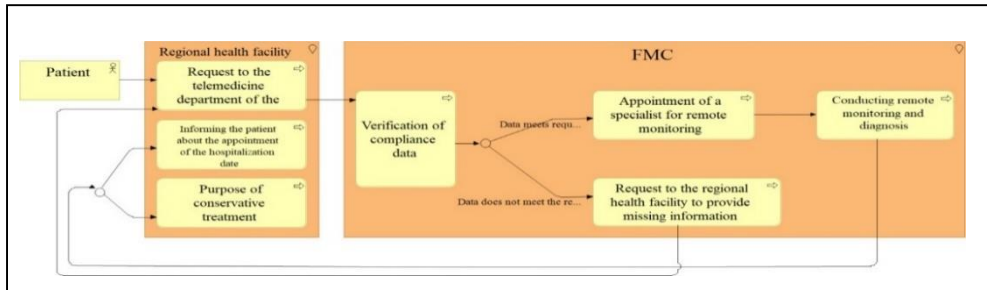 Regional health facility
FMC
Patient
Request to the
telemedicine
department of the
Informing the patient
about the appointment
of the hospitalization
date
Purpose of
conservative
treatment
Verification of
compliance
data
Data meets requ...
Data does not meet the re...
Appointment of a
specialist for remote
monitoring
Request to the regional
health facility to provide
missing information
Conducting remote
monitoring and
diagnosis